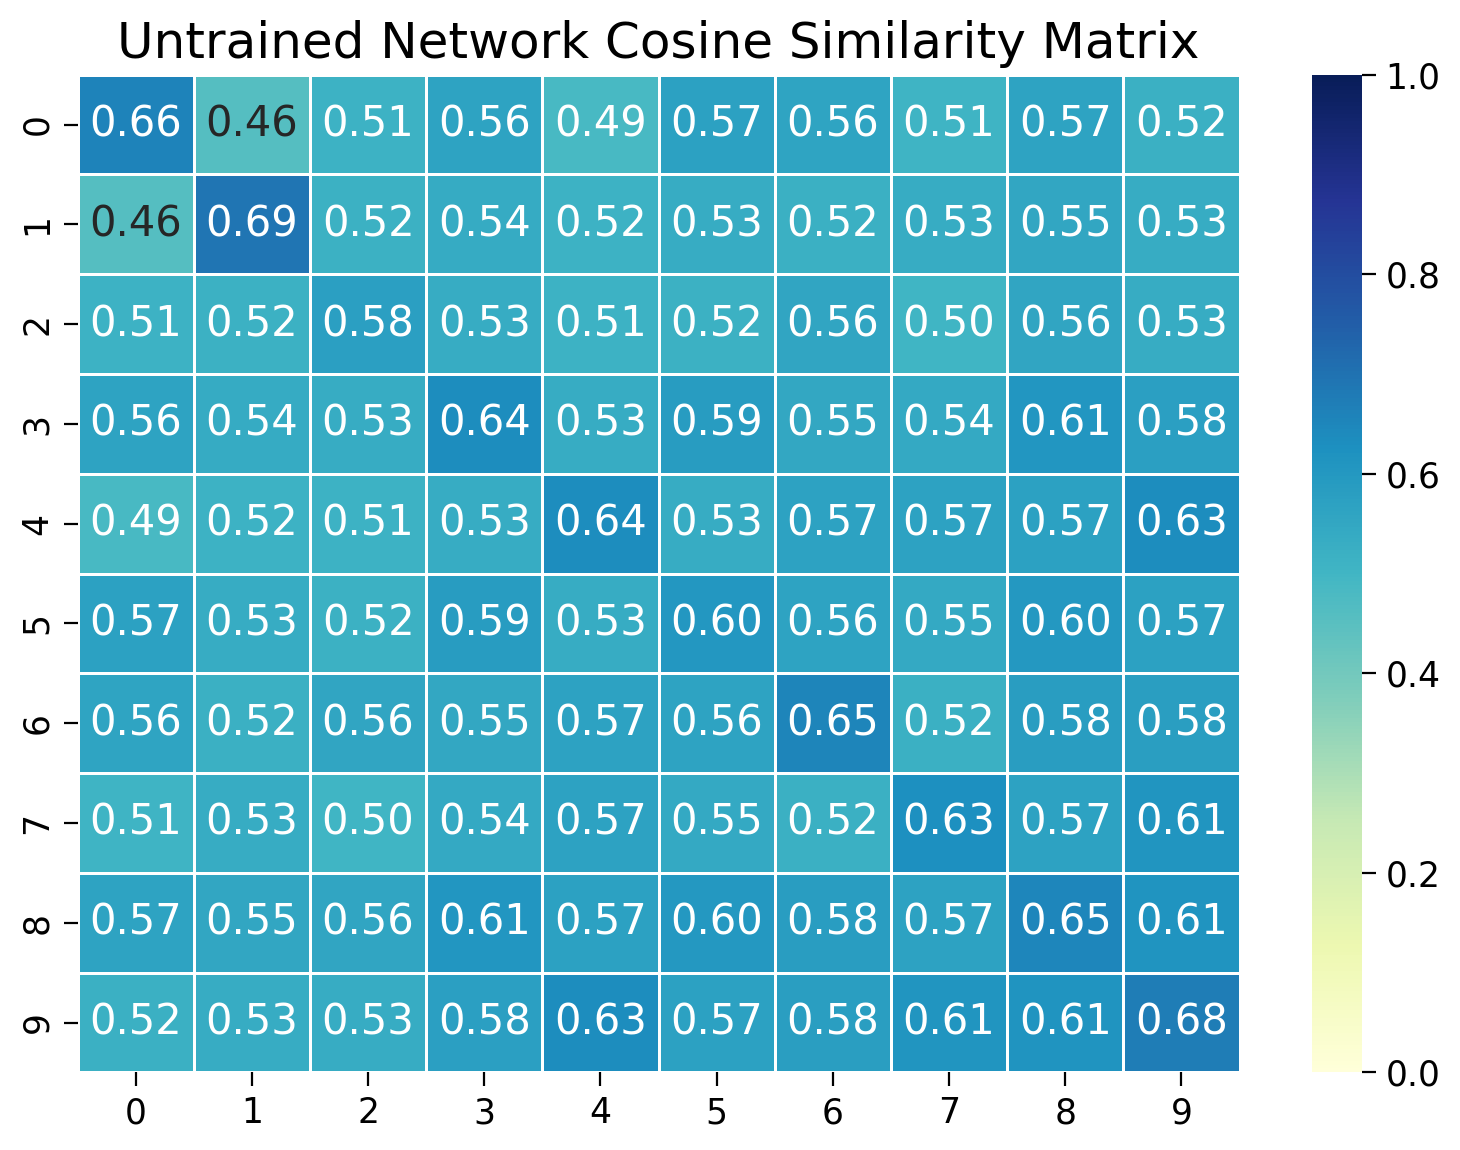 Untrained Network Cosine Similarity Matrix
0 0.66 0.46 0.51 0.56 0.49 0.57 0.56 0.51 0.57 0.52
1 0.46 0.69 0.52 0.54 0.52 0.53 0.52 0.53 0.55 0.53
2 0.51 0.52 0.58 0.53 0.51 0.52 0.56 0.50 0.56 0.53
3 0.56 0.54 0.53 0.64 0.53 0.59 0.55 0.54 0.61 0.58
4 0.49 0.52 0.51 0.53 0.64 0.53 0.57 0.57 0.57 0.63
5 0.57 0.53 0.52 0.59 0.53 0.60 0.56 0.55 0.60 0.57
6 0.56 0.52 0.56 0.55 0.57 0.56 0.65 0.52 0.58 0.58
7 0.51 0.53 0.50 0.54 0.57 0.55 0.52 0.63 0.57 0.61
8 0.57 0.55 0.56 0.61 0.57 0.60 0.58 0.57 0.65 0.61
9 0.52 0.53 0.53 0.58 0.63 0.57 0.58 0.61 0.61 0.68
0 1 2 3 4 5 6 7 8 9
1.0
0.8
0.6
0.4
0.2
0.0